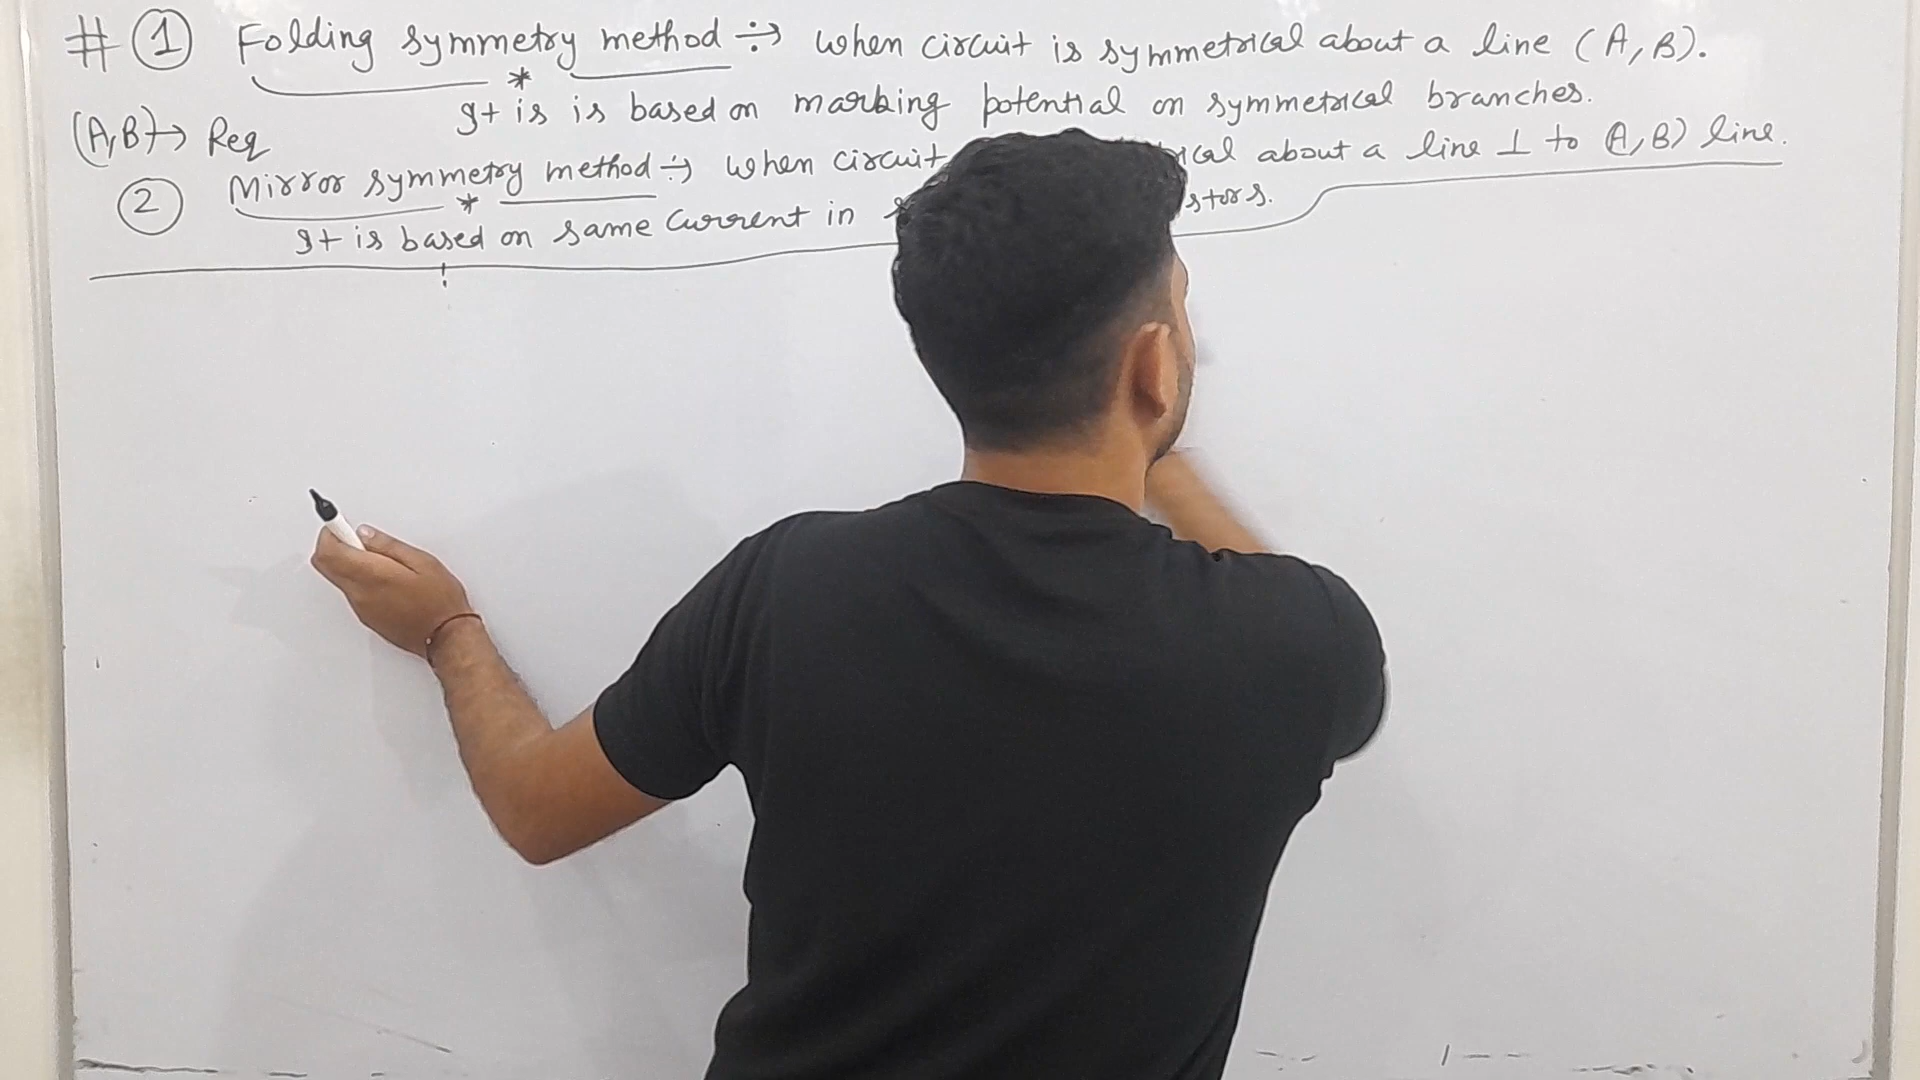 # ① Folding symmetry method :→ when circuit is symmetrical about a line (A, B).
* It is is based on marking potential on symmetrical branches.
(A,B)→ Req
② Mirror symmetry method :→ when circuit ical about a line ⊥ to (A, B) line.
* It is based on same current in stors.